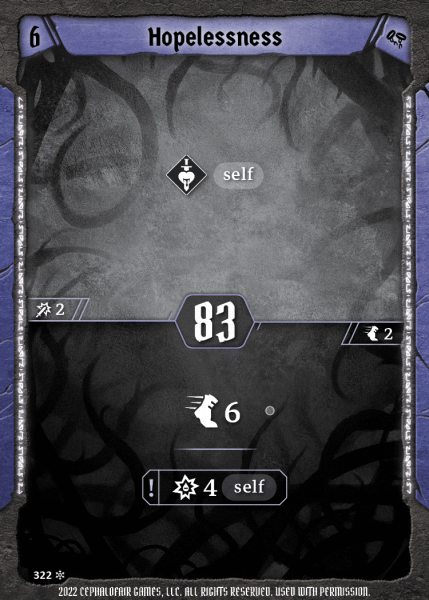 6 Hopelessness
self
2
83
2
6
! 4 self
322
2022 CEPHALOFAIR GAMES, LLC. ALL RIGHTS RESERVED. USED WITH PERMISSION.